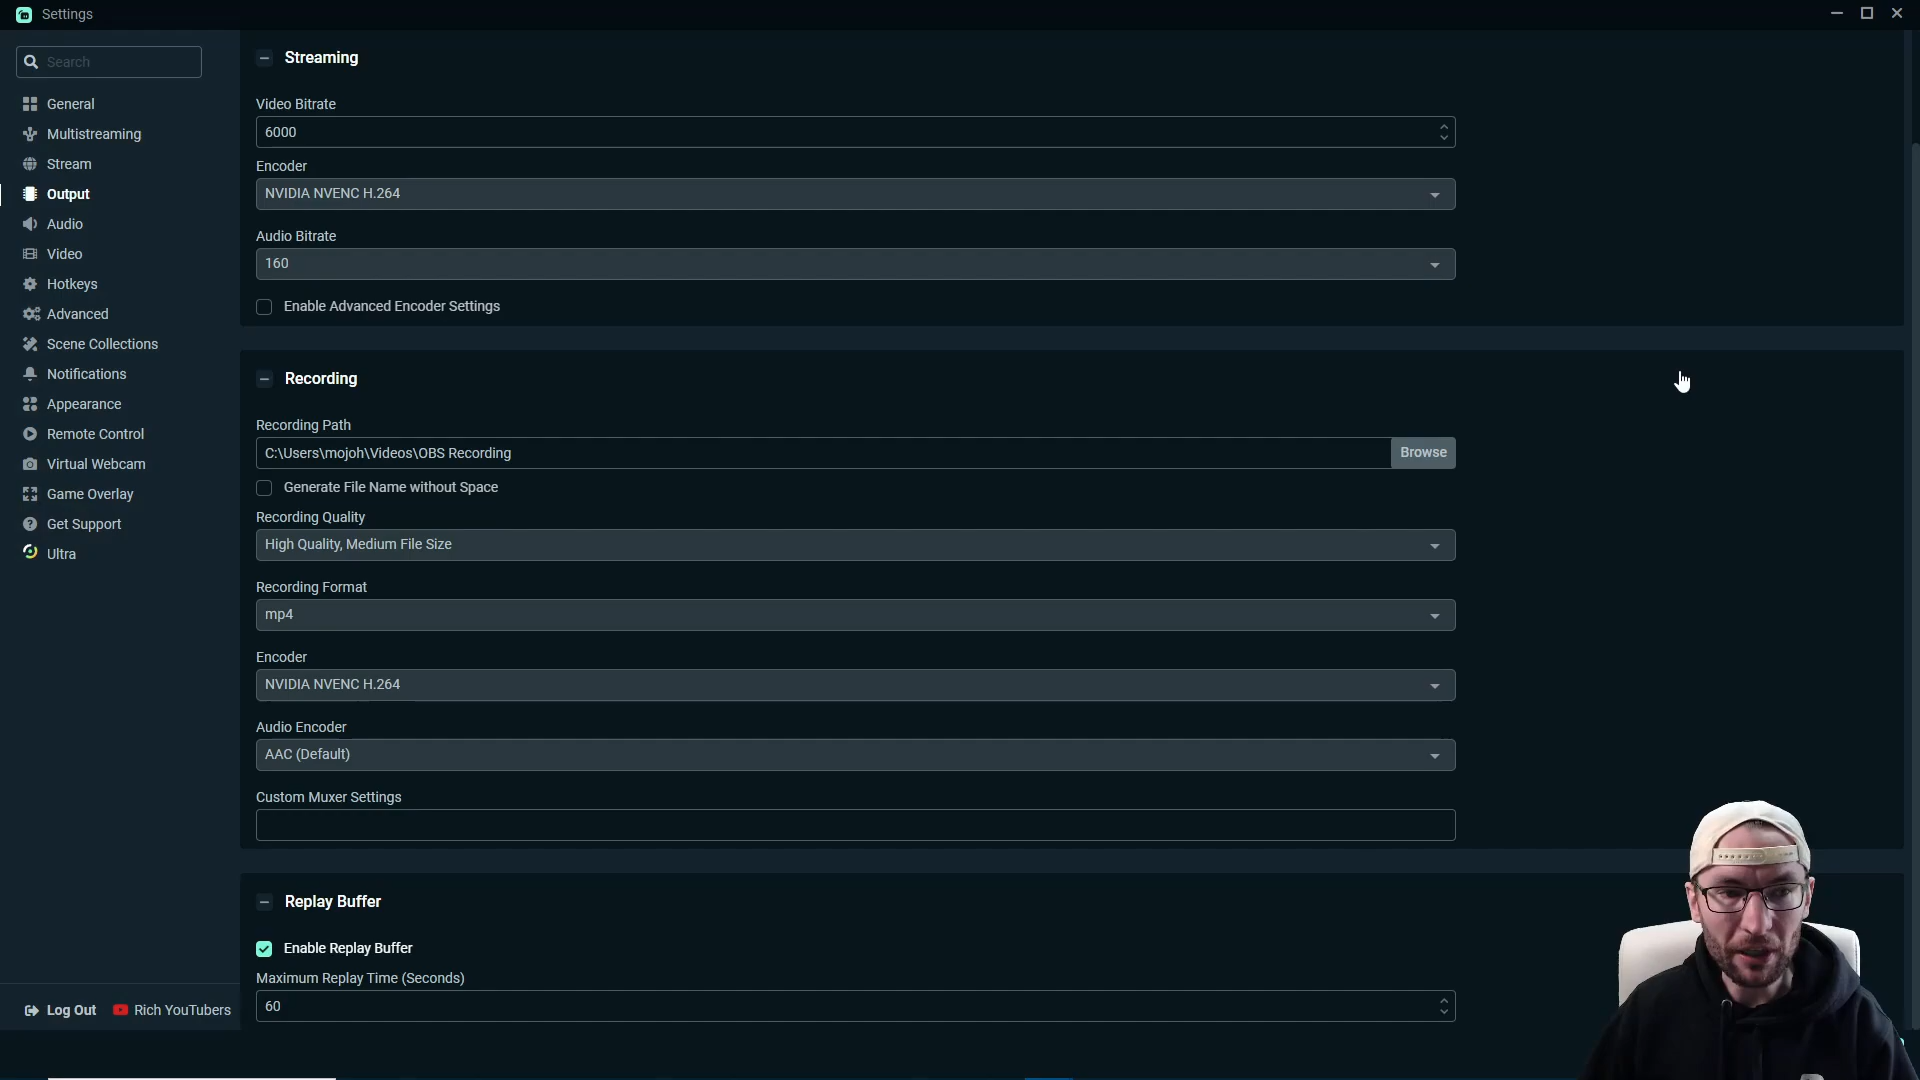 Settings
Search
General
Multistreaming
Stream
Output
Audio
Video
Hotkeys
Advanced
Scene Collections
Notifications
Appearance
Remote Control
Virtual Webcam
Game Overlay
Get Support
Ultra
Log Out
Rich YouTubers
Streaming
Video Bitrate
6000
Encoder
NVIDIA NVENC H.264
Audio Bitrate
160
Enable Advanced Encoder Settings
Recording
Recording Path
C:\Users\mojoh\Videos\OBS Recording
Browse
Generate File Name without Space
Recording Quality
High Quality, Medium File Size
Recording Format
mp4
Encoder
NVIDIA NVENC H.264
Audio Encoder
AAC (Default)
Custom Muxer Settings
Replay Buffer
Enable Replay Buffer
Maximum Replay Time (Seconds)
60